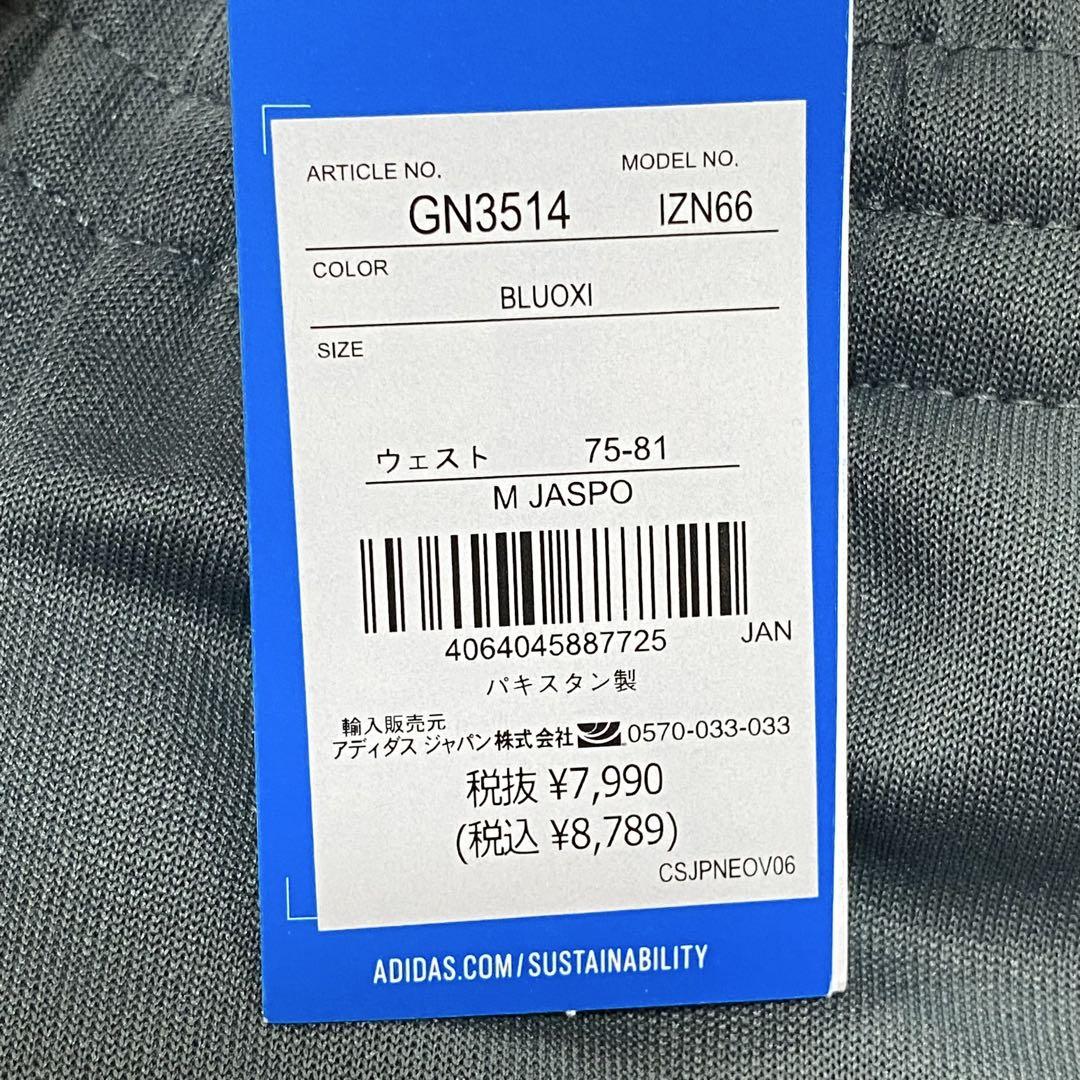 ARTICLE NO. MODEL NO.
GN3514 IZN66
COLOR
BLUOXI
SIZE
ウェスト 75-81
M JASPO
4064045887725 JAN
パキスタン製
輸入販売元
アディダス ジャパン株式会社 0570-033-033
税抜 ¥7,990
(税込 ¥8,789)
CSJPNEOV06
ADIDAS.COM/SUSTAINABILITY